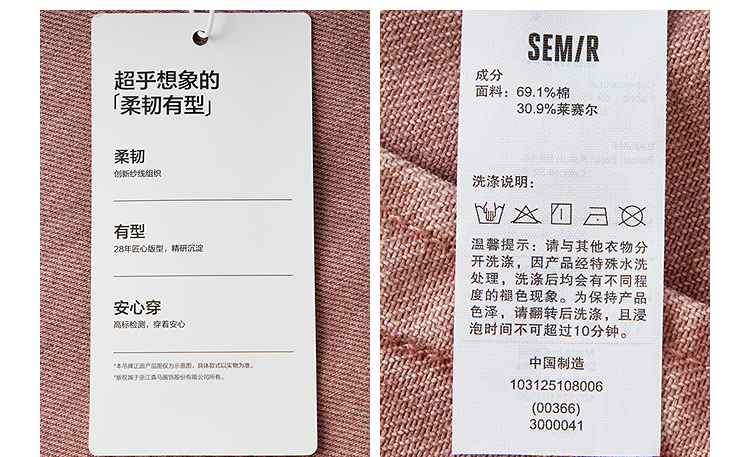 超乎想象的
「柔韧有型」
柔韧
创新纱线组织
有型
28年匠心版型，精研沉淀
安心穿
高标检测，穿着安心
*本吊牌正面产品图仅为示意图，具体款式以实物为准。
*版权属于浙江森马服饰股份有限公司所有。
SEM/R
成分
面料：69.1%棉
30.9%莱赛尔
洗涤说明：
温馨提示：请与其他衣物分
开洗涤，因产品经特殊水洗
处理，洗涤后均会有不同程
度的褪色现象。为保持产品
色泽，请翻转后洗涤，且浸
泡时间不可超过10分钟。
中国制造
103125108006
(00366)
3000041